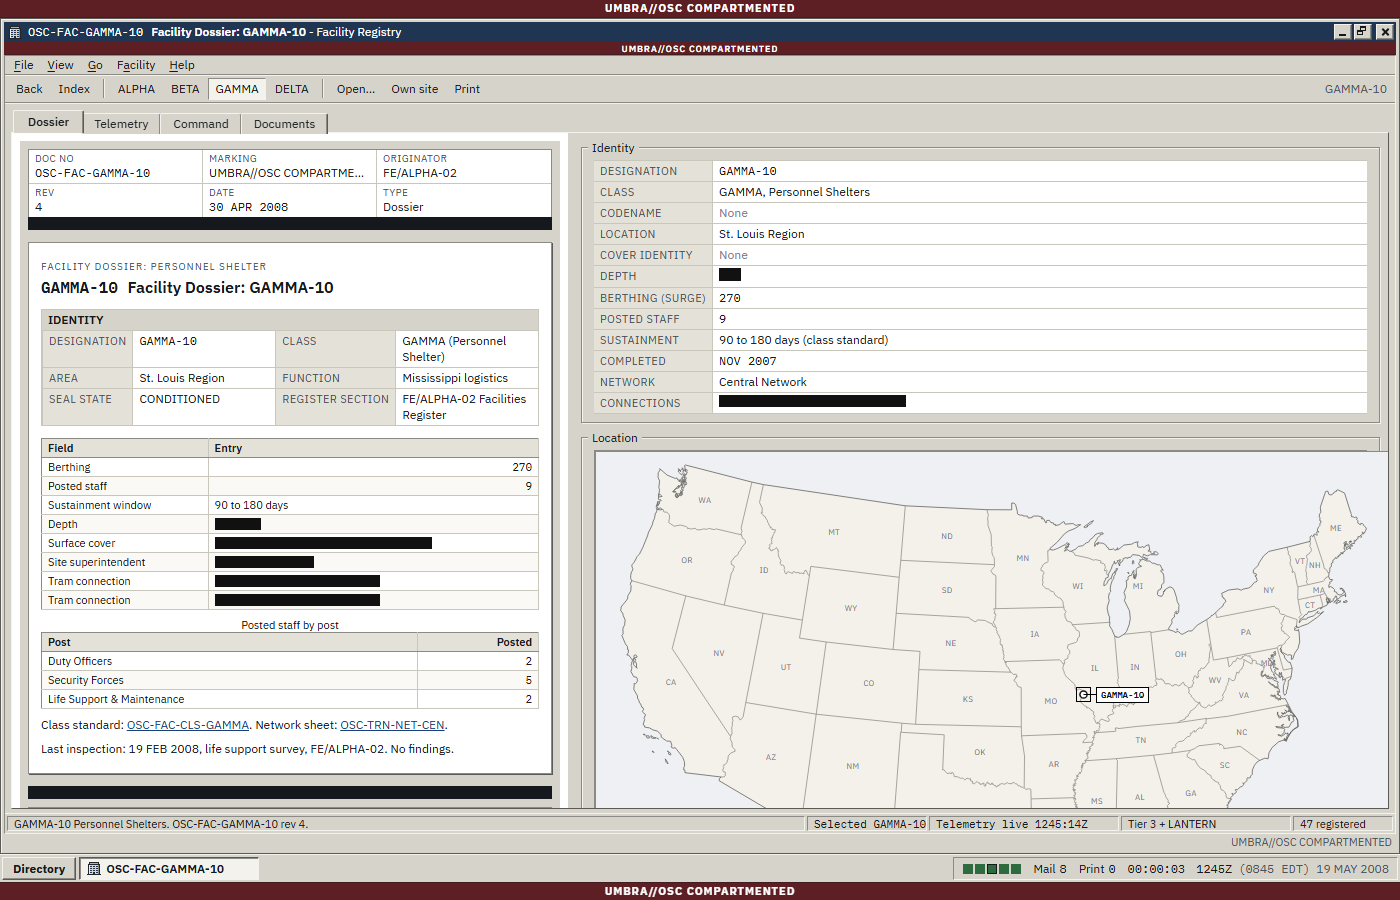 UMBRA//OSC COMPARTMENTED
OSC-FAC-GAMMA-10 Facility Dossier: GAMMA-10 - Facility Registry
UMBRA//OSC COMPARTMENTED
File View Go Facility Help
Back Index ALPHA BETA GAMMA DELTA Open... Own site Print GAMMA-10
Dossier Telemetry Command Documents
DOC NO MARKING ORIGINATOR
OSC-FAC-GAMMA-10 UMBRA//OSC COMPARTME... FE/ALPHA-02
REV DATE TYPE
4 30 APR 2008 Dossier
FACILITY DOSSIER: PERSONNEL SHELTER
GAMMA-10 Facility Dossier: GAMMA-10
IDENTITY
DESIGNATION GAMMA-10 CLASS GAMMA (Personnel
Shelter)
AREA St. Louis Region FUNCTION Mississippi logistics
SEAL STATE CONDITIONED REGISTER SECTION FE/ALPHA-02 Facilities
Register
Field Entry
Berthing 270
Posted staff 9
Sustainment window 90 to 180 days
Depth
Surface cover
Site superintendent
Tram connection
Tram connection
Posted staff by post
Post Posted
Duty Officers 2
Security Forces 5
Life Support & Maintenance 2
Class standard: OSC-FAC-CLS-GAMMA. Network sheet: OSC-TRN-NET-CEN.
Last inspection: 19 FEB 2008, life support survey, FE/ALPHA-02. No findings.
Identity
DESIGNATION GAMMA-10
CLASS GAMMA, Personnel Shelters
CODENAME None
LOCATION St. Louis Region
COVER IDENTITY None
DEPTH
BERTHING (SURGE) 270
POSTED STAFF 9
SUSTAINMENT 90 to 180 days (class standard)
COMPLETED NOV 2007
NETWORK Central Network
CONNECTIONS
Location
WA
ME
MT
ND
MN
OR
ID
VT NH
WI
MI
SD
NY
MA
WY
CT
IA
PA
NE
NV
OH
UT
IL IN
CA
CO
WV
VA
KS
MO
GAMMA-10
NC
TN
OK
AZ
NM
AR
SC
MS
AL
GA
GAMMA-10 Personnel Shelters. OSC-FAC-GAMMA-10 rev 4. Selected GAMMA-10 Telemetry live 1245:14Z Tier 3 + LANTERN 47 registered
UMBRA//OSC COMPARTMENTED
Directory OSC-FAC-GAMMA-10 Mail 8 Print 0 00:00:03 1245Z (0845 EDT) 19 MAY 2008
UMBRA//OSC COMPARTMENTED